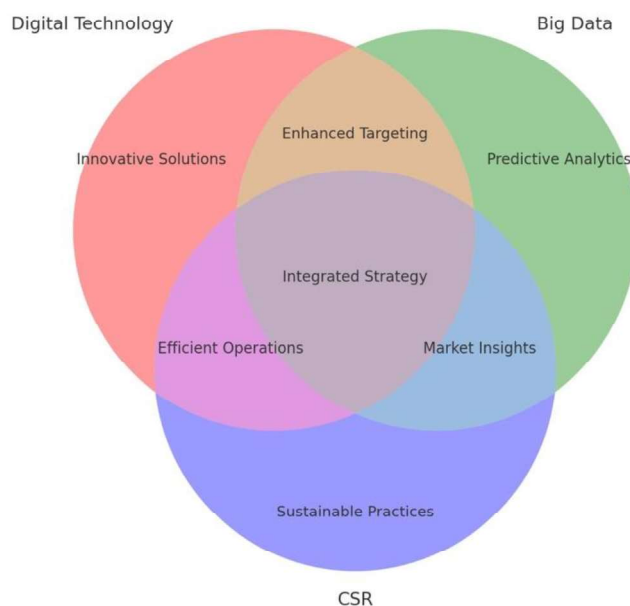 Digital Technology
Big Data
Enhanced Targeting
Innovative Solutions
Predictive Analytics
Integrated Strategy
Efficient Operations
Market Insights
Sustainable Practices
CSR